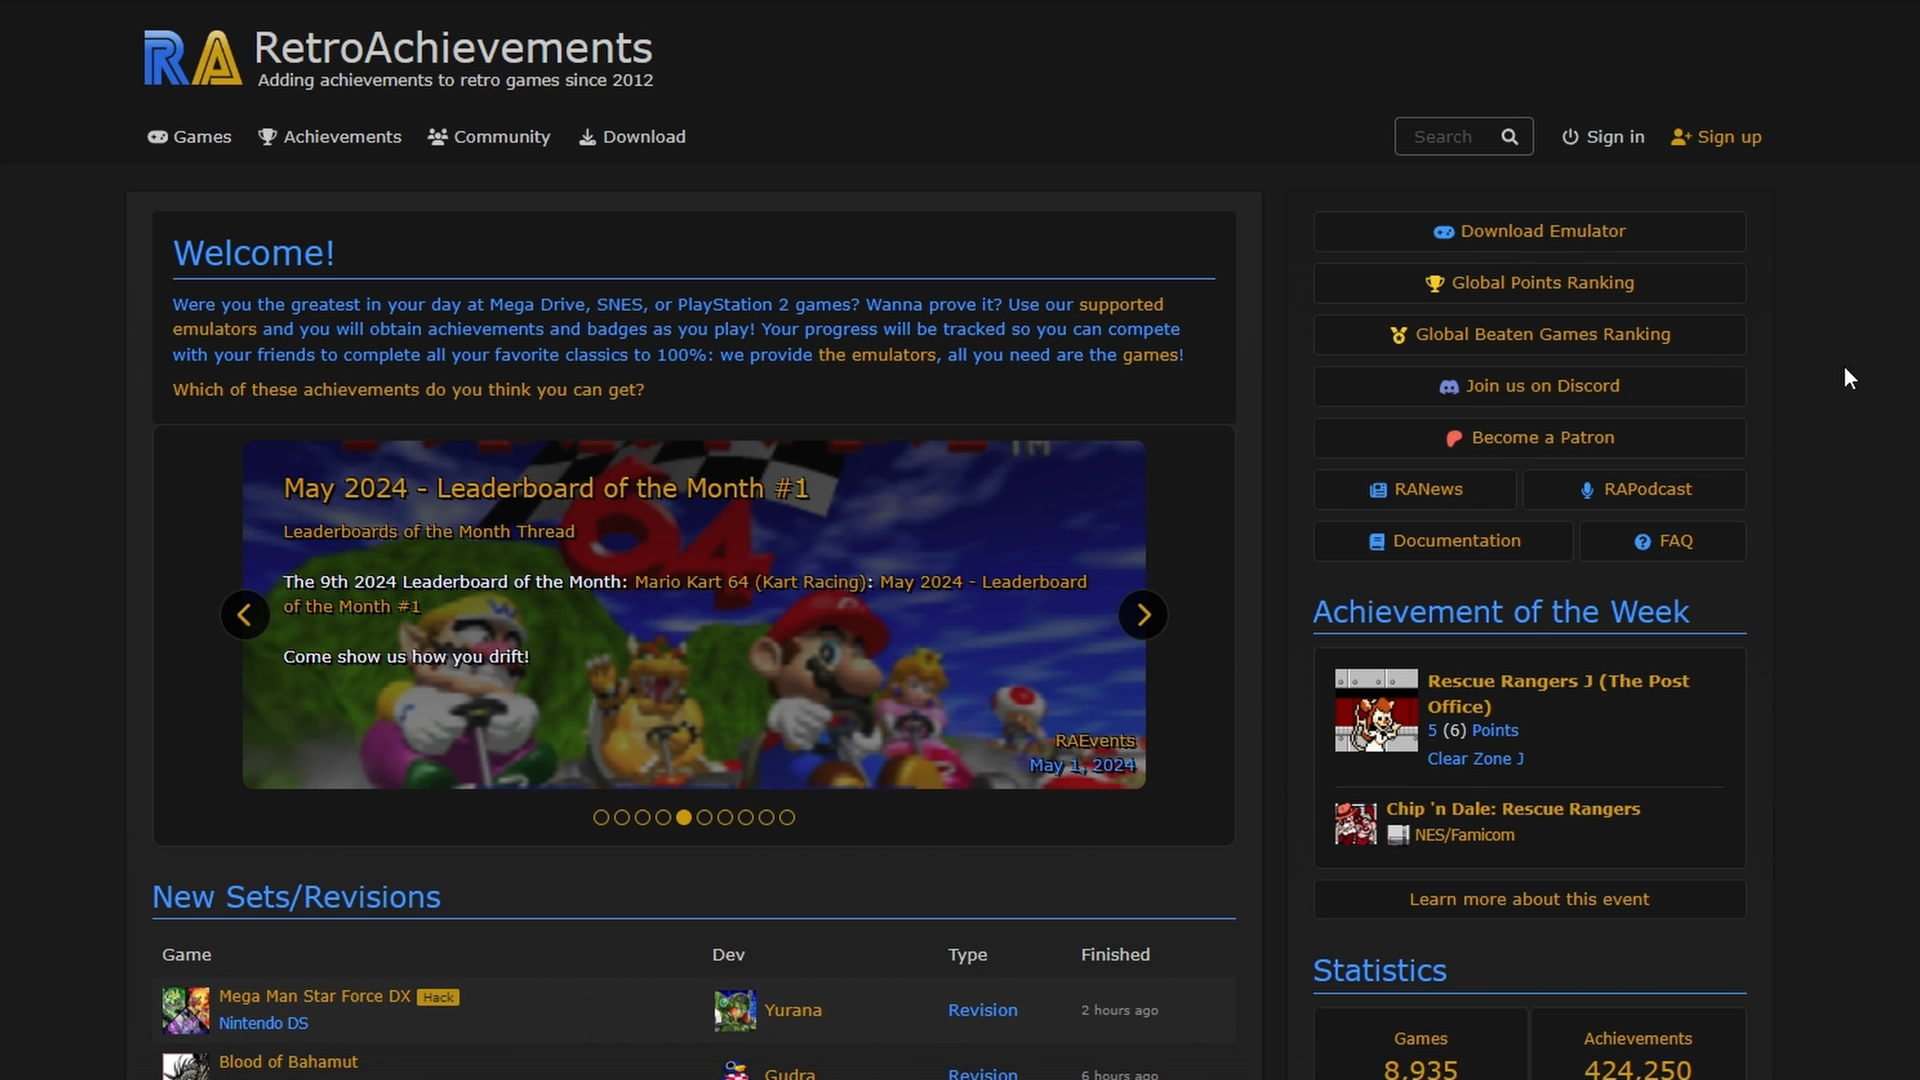 RA RetroAchievements
Adding achievements to retro games since 2012
Games Achievements Community Download
Search Sign in Sign up
Welcome!
Were you the greatest in your day at Mega Drive, SNES, or PlayStation 2 games? Wanna prove it? Use our supported
emulators and you will obtain achievements and badges as you play! Your progress will be tracked so you can compete
with your friends to complete all your favorite classics to 100%: we provide the emulators, all you need are the games!
Which of these achievements do you think you can get?
TM
64
May 2024 - Leaderboard of the Month #1
Leaderboards of the Month Thread
The 9th 2024 Leaderboard of the Month: Mario Kart 64 (Kart Racing): May 2024 - Leaderboard
of the Month #1
Come show us how you drift!
RAEvents
May 1, 2024
New Sets/Revisions
Game Dev Type Finished
Mega Man Star Force DX Hack
Nintendo DS
Yurana Revision 2 hours ago
Blood of Bahamut
Gudra Revision 6 hours ago
Download Emulator
Global Points Ranking
Global Beaten Games Ranking
Join us on Discord
Become a Patron
RANews RAPodcast
Documentation FAQ
Achievement of the Week
Rescue Rangers J (The Post
Office)
5 (6) Points
Clear Zone J
Chip 'n Dale: Rescue Rangers
NES/Famicom
Learn more about this event
Statistics
Games Achievements
8,935 424,250